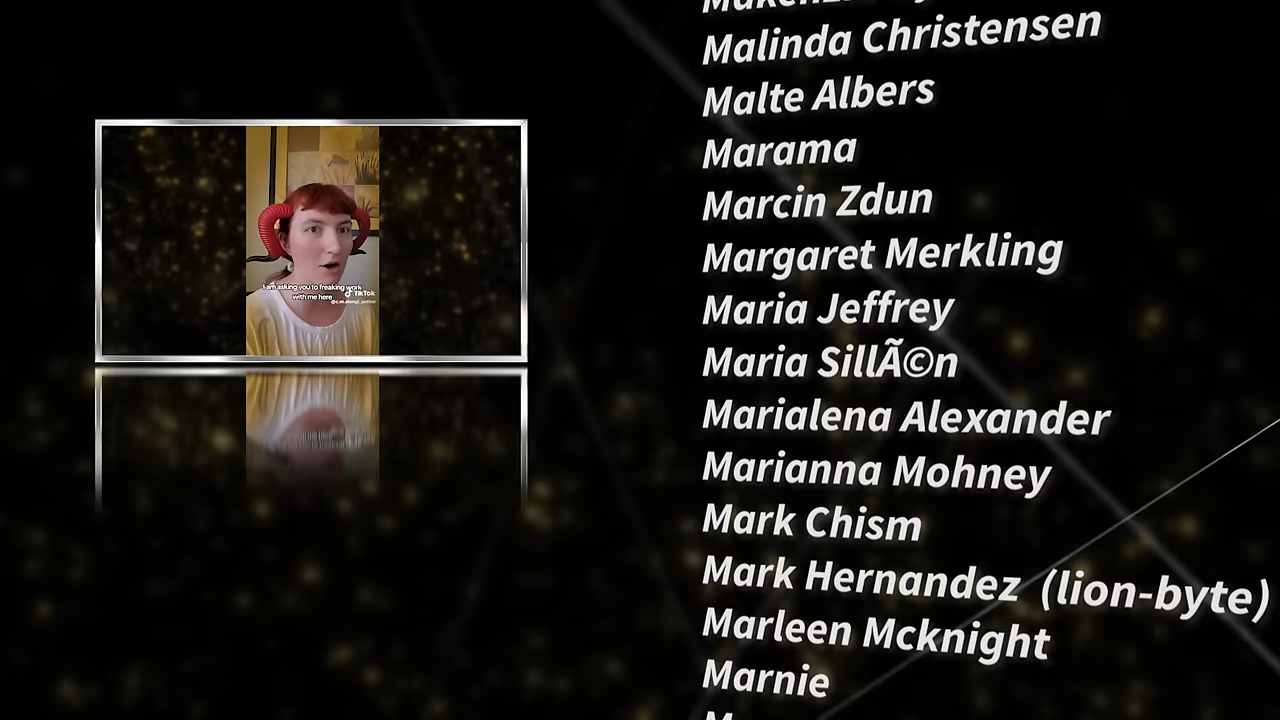 I am asking you to freaking work
with me here
TikTok
@c.m.alongi_author
Malinda Christensen
Malte Albers
Marama
Marcin Zdun
Margaret Merkling
Maria Jeffrey
Maria SillÃ©n
Marialena Alexander
Marianna Mohney
Mark Chism
Mark Hernandez (lion-byte)
Marleen Mcknight
Marnie